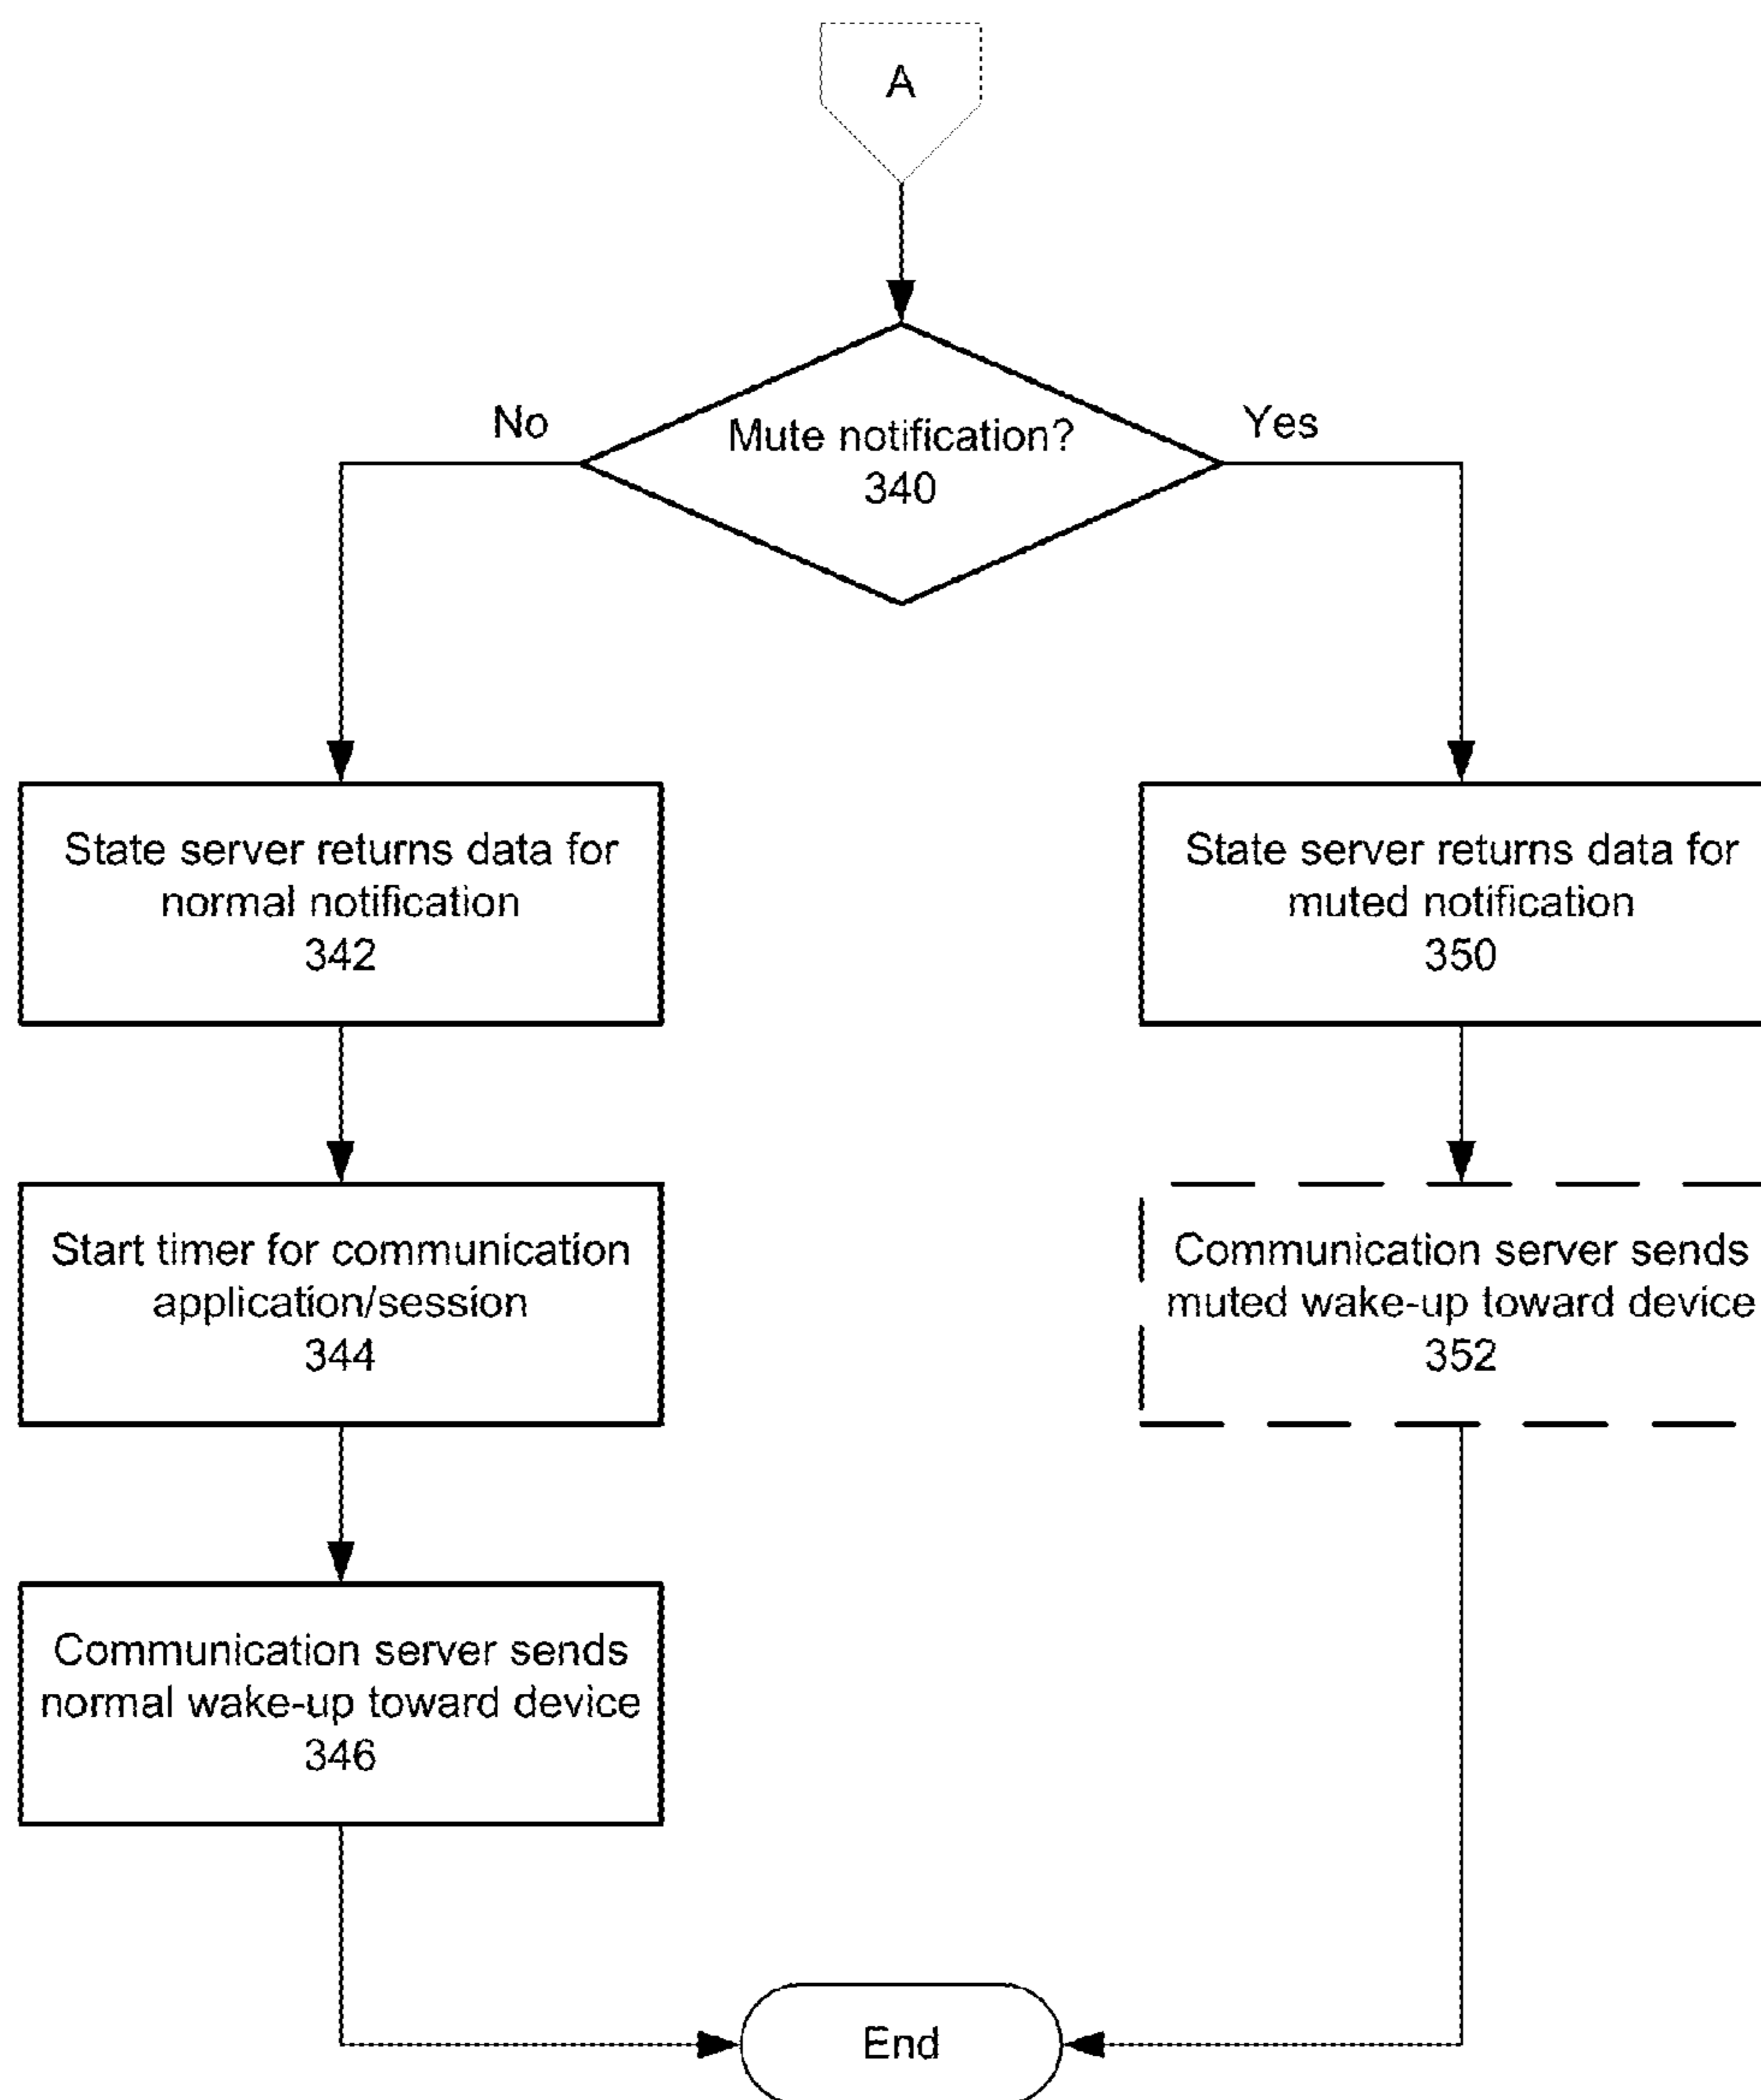 A
Mute notification?
340
No
Yes
State server returns data for
normal notification
342
Start timer for communication
application/session
344
Communication server sends
normal wake-up toward device
346
State server returns data for
muted notification
350
Communication server sends
muted wake-up toward device
352
End